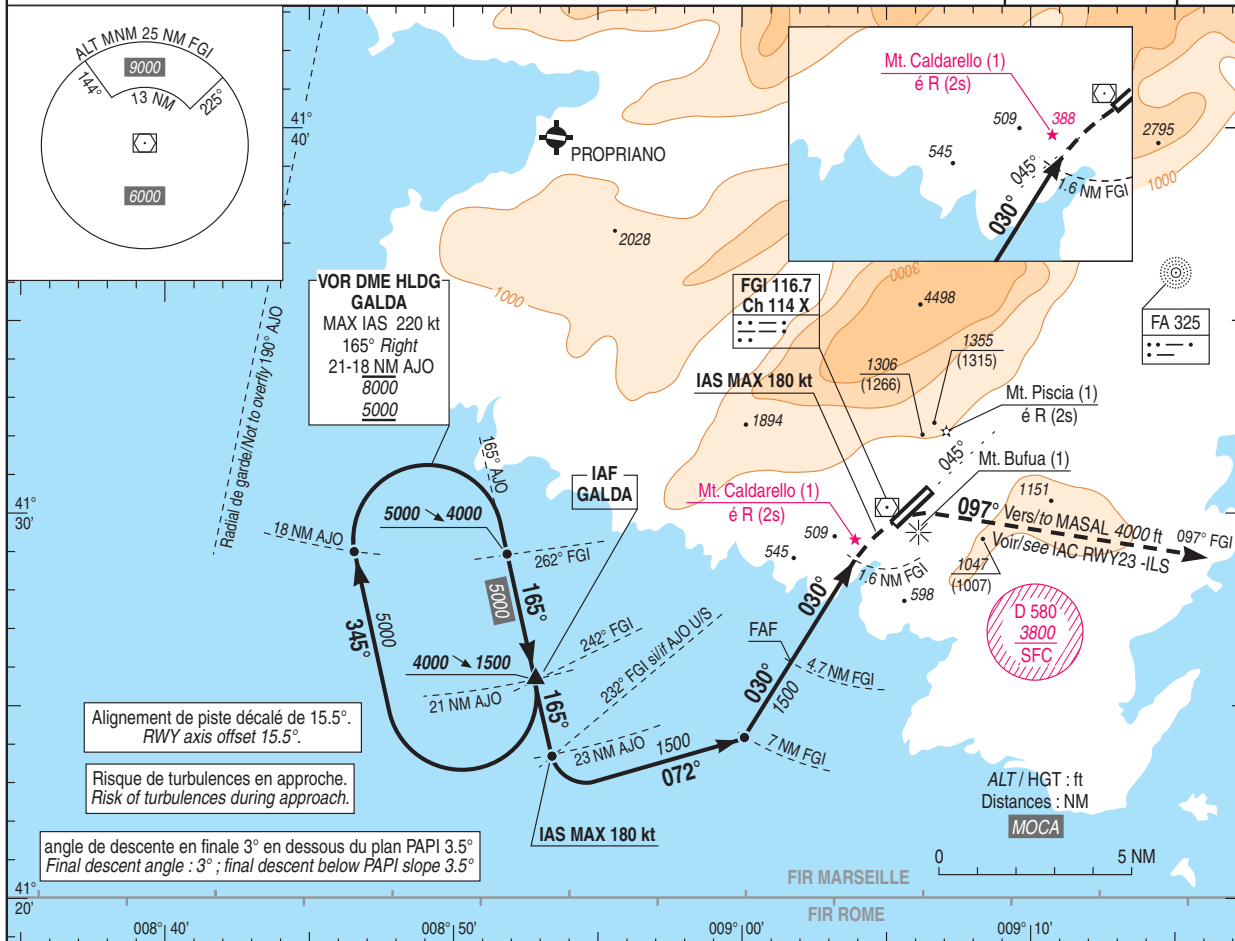 ALT MNM 25 NM FGI
9000
144°
13 NM
225°
6000
41°
40'
PROPRIANO
Mt. Caldarello (1)
é R (2s)
388
509
545
045°
1.6 NM FGI
030°
2795
1000
2028
1000
3000
4498
VOR DME HLDG
GALDA
MAX IAS 220 kt
165° Right
21-18 NM AJO
8000
5000
FGI 116.7
Ch 114 X
FA 325
Radial de garde/Not to overfly 190° AJO
IAS MAX 180 kt
1306
(1266)
1355
(1315)
Mt. Piscia (1)
é R (2s)
1894
045°
Mt. Bufua (1)
165° AJO
IAF
GALDA
Mt. Caldarello (1)
é R (2s)
1151
41°
30'
5000 ↘ 4000
18 NM AJO
262° FGI
509
545
097° Vers/to MASAL 4000 ft
097° FGI
Voir/see IAC RWY23 -ILS
1047
(1007)
1.6 NM FGI
598
5000
165°
345°
5000
030°
D 580
3800
SFC
242° FGI
232° FGI si/if AJO U/S
FAF
4000 ↘ 1500
4.7 NM FGI
21 NM AJO
165°
030°
1500
Alignement de piste décalé de 15.5°.
RWY axis offset 15.5°.
23 NM AJO
1500
072°
7 NM FGI
Risque de turbulences en approche.
Risk of turbulences during approach.
ALT / HGT : ft
Distances : NM
MOCA
IAS MAX 180 kt
angle de descente en finale 3° en dessous du plan PAPI 3.5°
Final descent angle : 3° ; final descent below PAPI slope 3.5°
0
5 NM
FIR MARSEILLE
41°
20'
FIR ROME
008° 40'
008° 50'
009° 00'
009° 10'